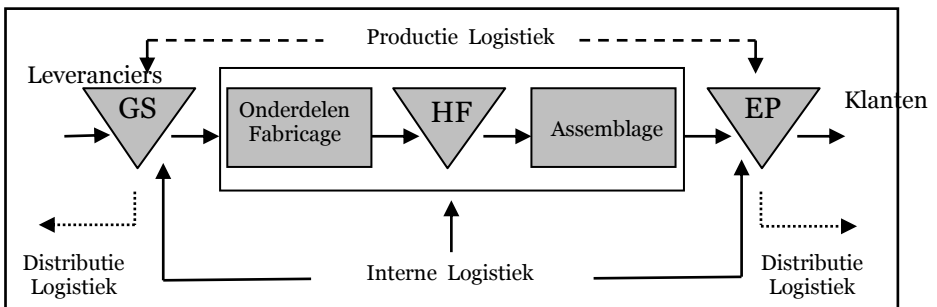 Productie Logistiek
Leveranciers
GS
Onderdelen
Fabricage
HF
Assemblage
EP
Klanten
Distributie
Logistiek
Interne Logistiek
Distributie
Logistiek